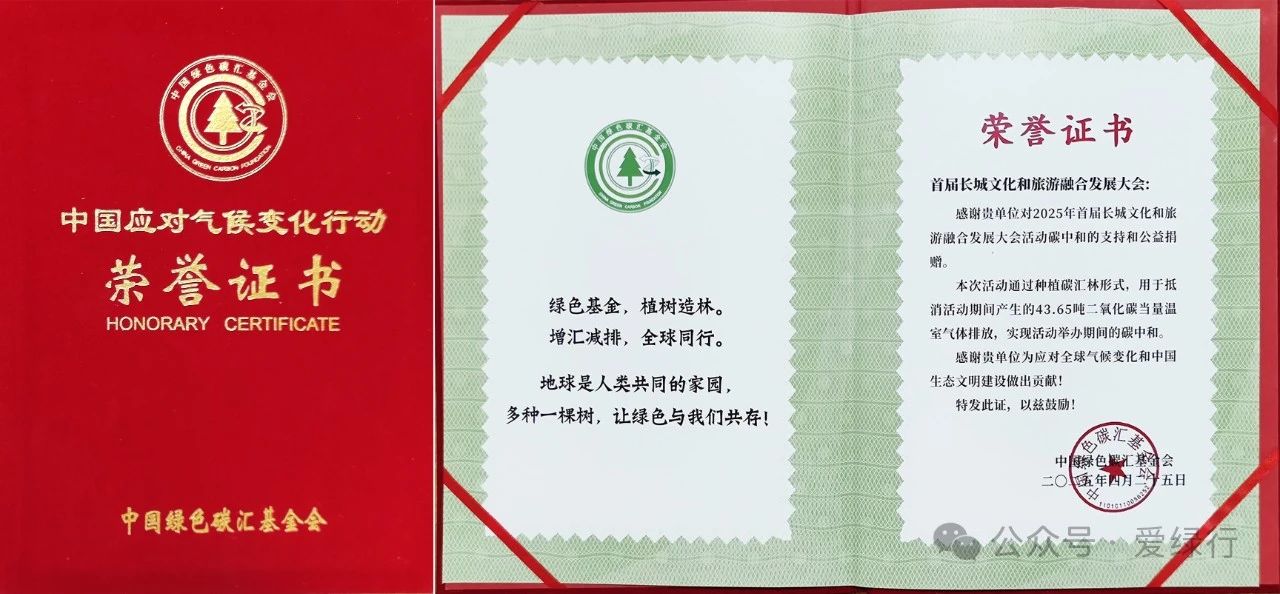 中国绿色碳汇基金会
CHINA GREEN CARBON FOUNDATION
中国应对气候变化行动
荣誉证书
HONORARY CERTIFICATE
中国绿色碳汇基金会
中国绿色碳汇基金会
CHINA GREEN CARBON FOUNDATION
绿色基金，植树造林。
增汇减排，全球同行。
地球是人类共同的家园，
多种一棵树，让绿色与我们共存！
荣誉证书
首届长城文化和旅游融合发展大会：
感谢贵单位对2025年首届长城文化和旅
游融合发展大会活动碳中和的支持和公益捐
赠。
本次活动通过种植碳汇林形式，用于抵
消活动期间产生的43.65吨二氧化碳当量温
室气体排放，实现活动举办期间的碳中和。
感谢贵单位为应对全球气候变化和中国
生态文明建设做出贡献！
特发此证，以兹鼓励！
中国绿色碳汇基金会
二〇二五年四月二十五日
中国绿色碳汇基金会
公众号·爱绿行